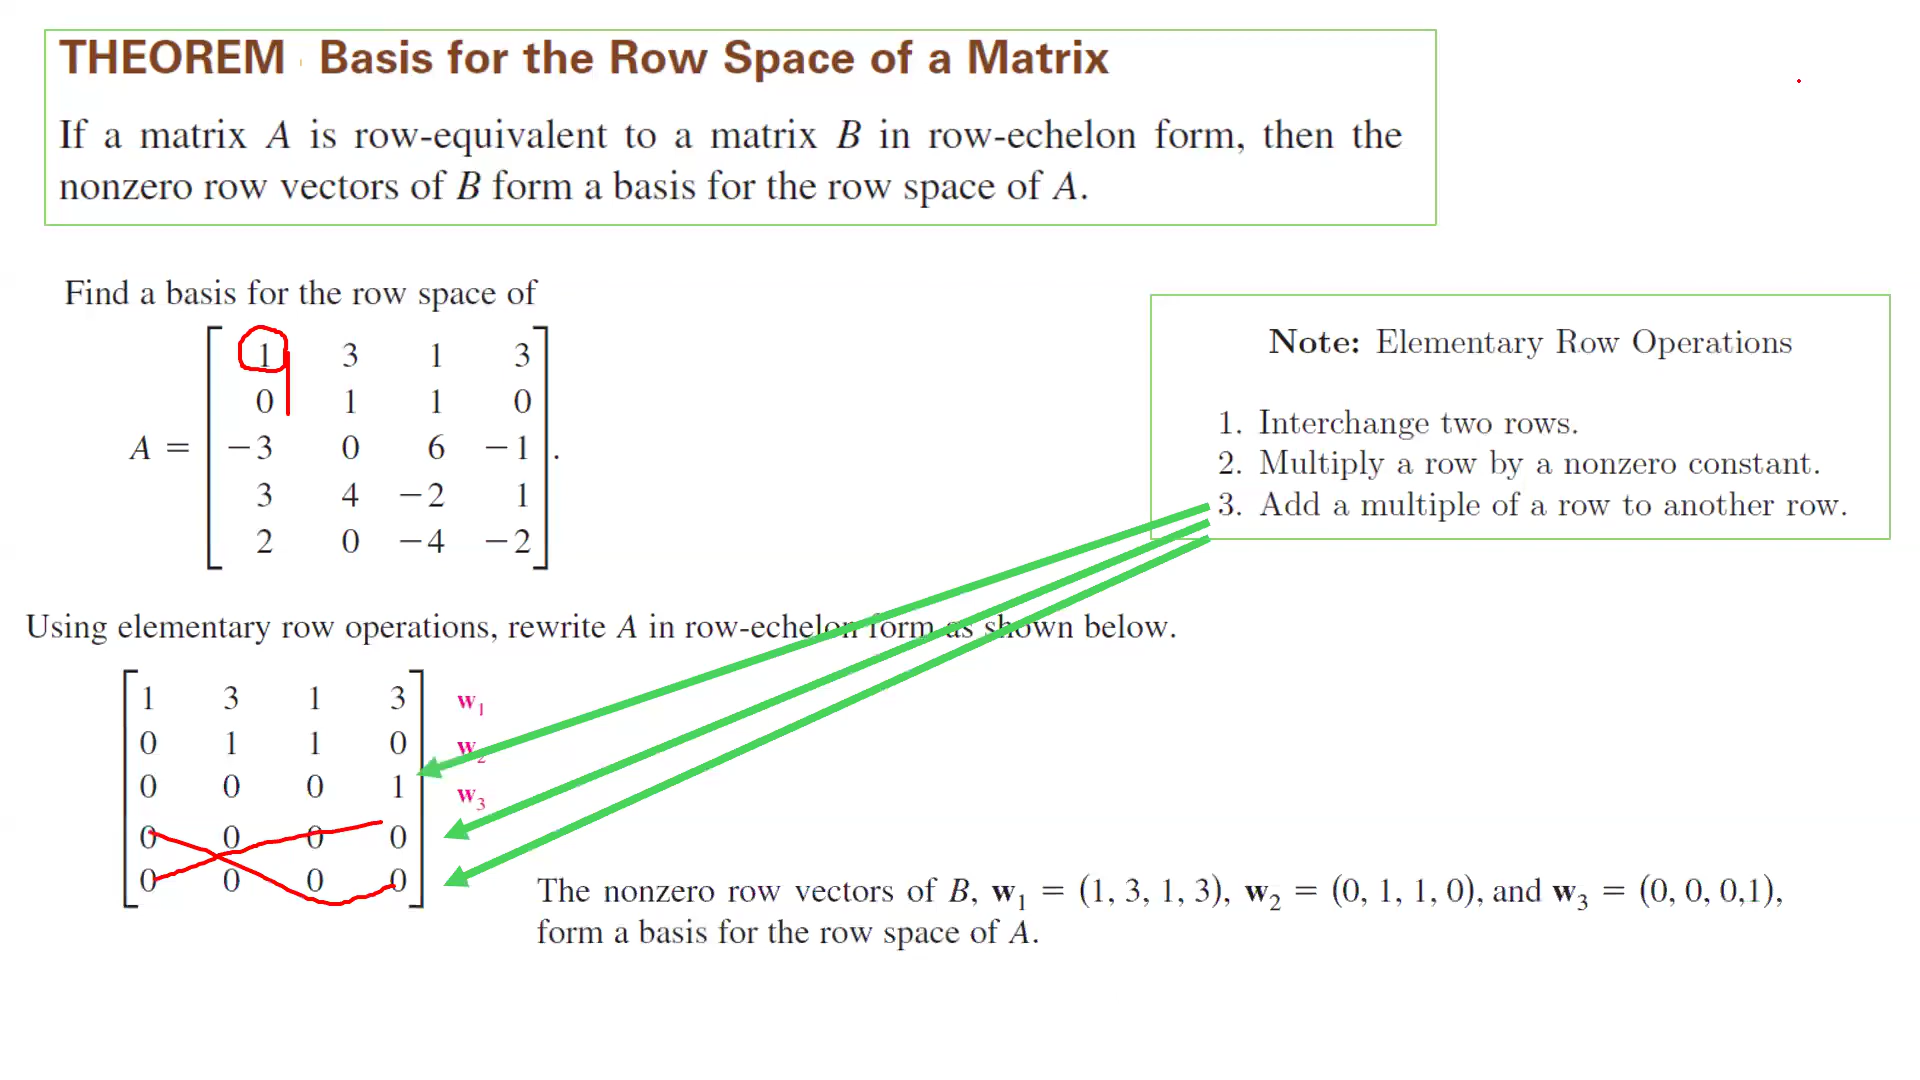 THEOREM Basis for the Row Space of a Matrix
If a matrix A is row-equivalent to a matrix B in row-echelon form, then the
nonzero row vectors of B form a basis for the row space of A.
Find a basis for the row space of
A = [ 1 3 1 3
0 1 1 0
−3 0 6 −1
3 4 −2 1
2 0 −4 −2 ].
Note: Elementary Row Operations
1. Interchange two rows.
2. Multiply a row by a nonzero constant.
3. Add a multiple of a row to another row.
Using elementary row operations, rewrite A in row-echelon form as shown below.
[ 1 3 1 3 w₁
0 1 1 0 w₂
0 0 0 1 w₃
0 0 0 0
0 0 0 0 ]
The nonzero row vectors of B, w₁ = (1, 3, 1, 3), w₂ = (0, 1, 1, 0), and w₃ = (0, 0, 0,1),
form a basis for the row space of A.